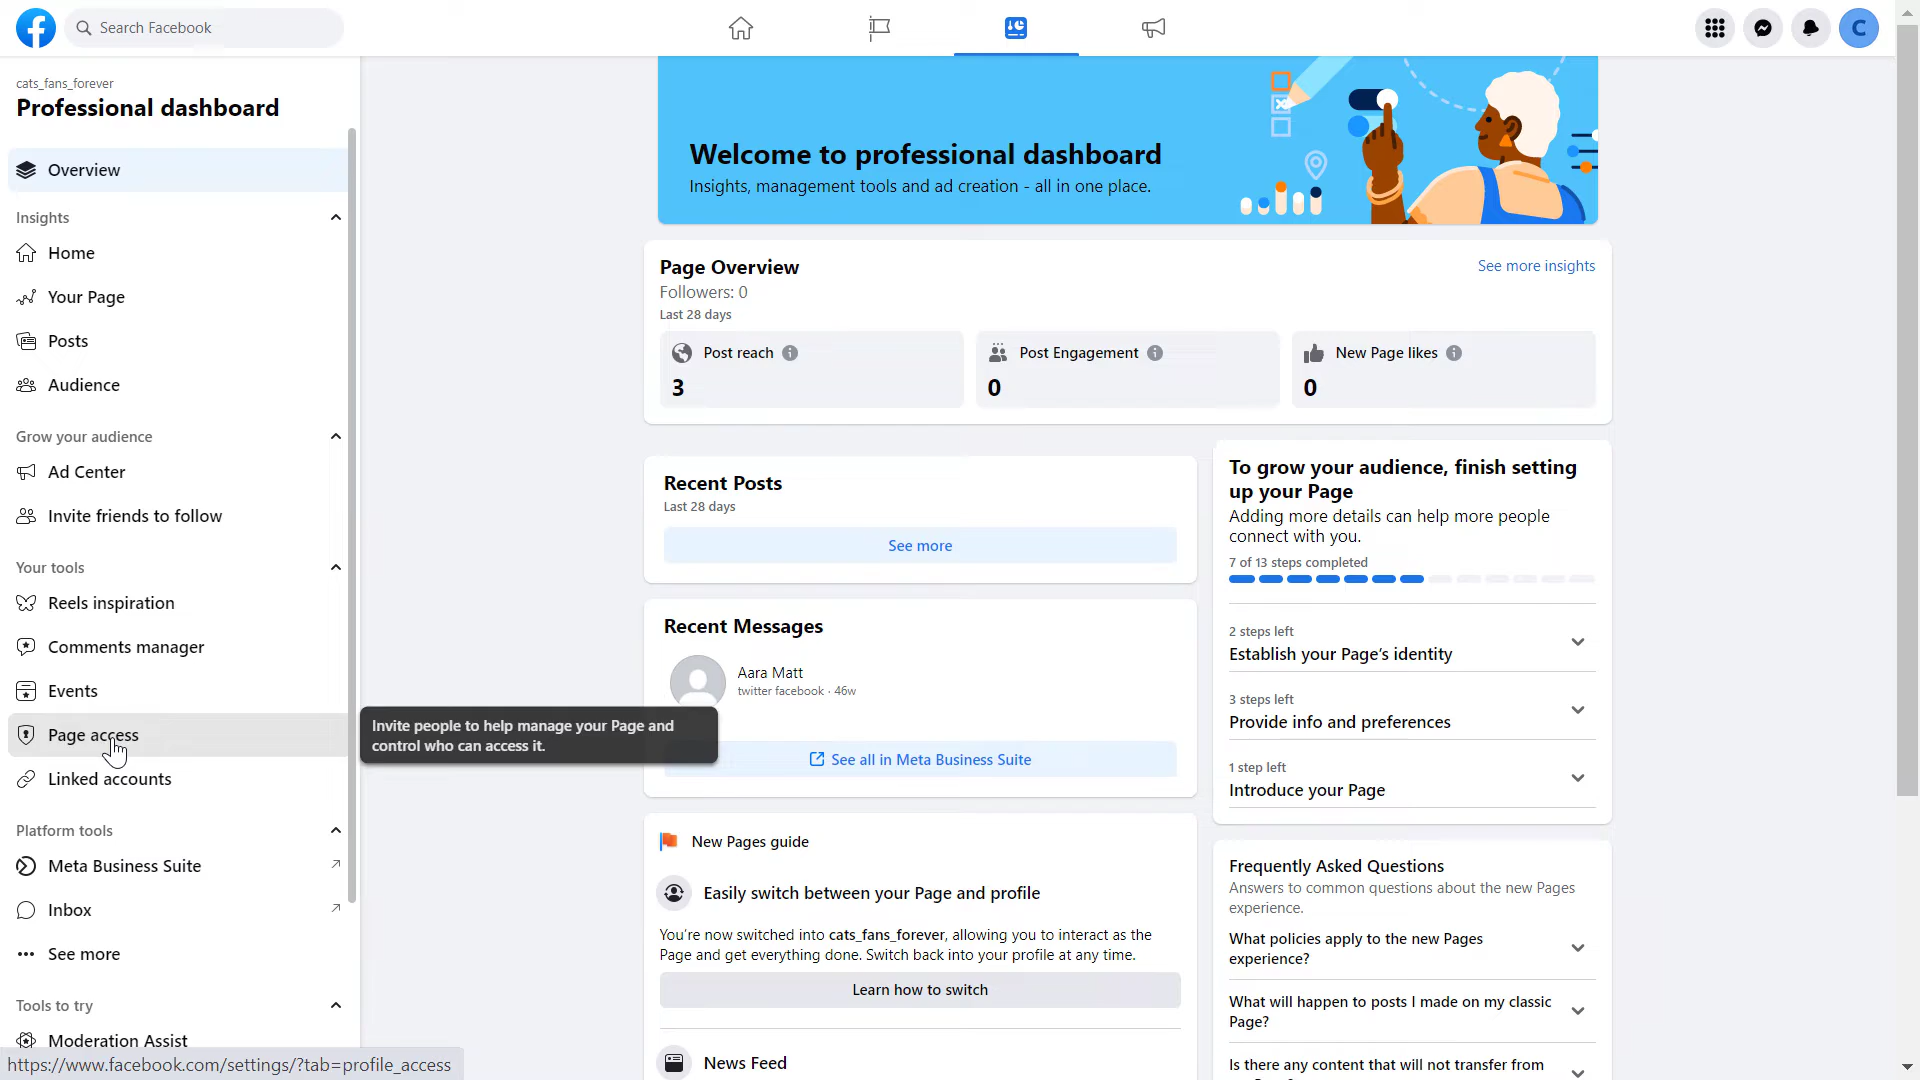 Search Facebook
C
cats_fans_forever
Professional dashboard
Overview
Insights
Home
Your Page
Posts
Audience
Grow your audience
Ad Center
Invite friends to follow
Your tools
Reels inspiration
Comments manager
Events
Page access
Linked accounts
Platform tools
Meta Business Suite
Inbox
See more
Tools to try
Moderation Assist
https://www.facebook.com/settings/?tab=profile_access
Invite people to help manage your Page and
control who can access it.
Welcome to professional dashboard
Insights, management tools and ad creation - all in one place.
Page Overview
See more insights
Followers: 0
Last 28 days
Post reach
3
Post Engagement
0
New Page likes
0
Recent Posts
Last 28 days
See more
Recent Messages
Aara Matt
twitter facebook · 46w
See all in Meta Business Suite
New Pages guide
Easily switch between your Page and profile
You’re now switched into cats_fans_forever, allowing you to interact as the
Page and get everything done. Switch back into your profile at any time.
Learn how to switch
News Feed
To grow your audience, finish setting
up your Page
Adding more details can help more people
connect with you.
7 of 13 steps completed
2 steps left
Establish your Page’s identity
3 steps left
Provide info and preferences
1 step left
Introduce your Page
Frequently Asked Questions
Answers to common questions about the new Pages
experience.
What policies apply to the new Pages
experience?
What will happen to posts I made on my classic
Page?
Is there any content that will not transfer from